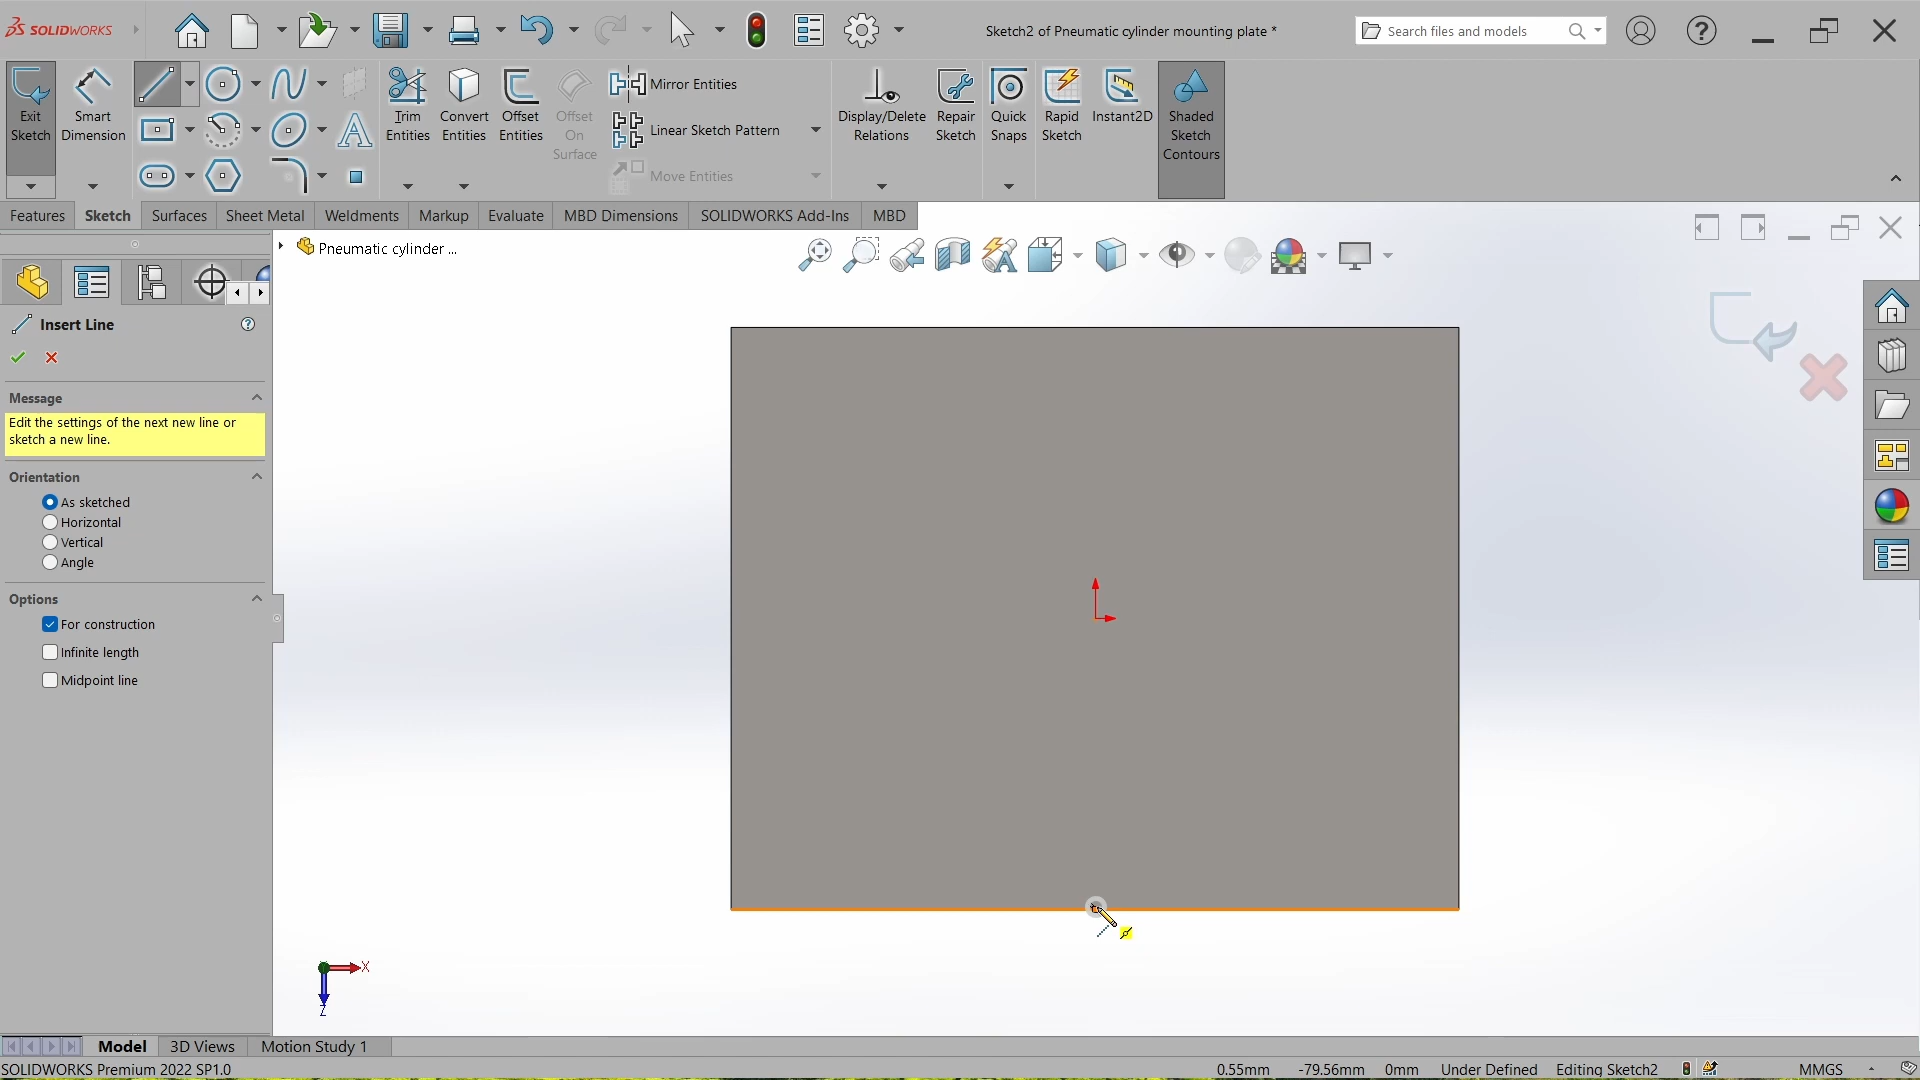 SOLIDWORKS
Sketch2 of Pneumatic cylinder mounting plate *
Search files and models
Exit Sketch
Smart Dimension
Trim Entities
Convert Entities
Offset Entities
Offset On Surface
Mirror Entities
Linear Sketch Pattern
Move Entities
Display/Delete Relations
Repair Sketch
Quick Snaps
Rapid Sketch
Instant2D
Shaded Sketch Contours
Features
Sketch
Surfaces
Sheet Metal
Weldments
Markup
Evaluate
MBD Dimensions
SOLIDWORKS Add-Ins
MBD
Pneumatic cylinder ...
Insert Line
Message
Edit the settings of the next new line or
sketch a new line.
Orientation
As sketched
Horizontal
Vertical
Angle
Options
For construction
Infinite length
Midpoint line
X
Z
Model
3D Views
Motion Study 1
SOLIDWORKS Premium 2022 SP1.0
0.55mm
-79.56mm
0mm
Under Defined
Editing Sketch2
MMGS